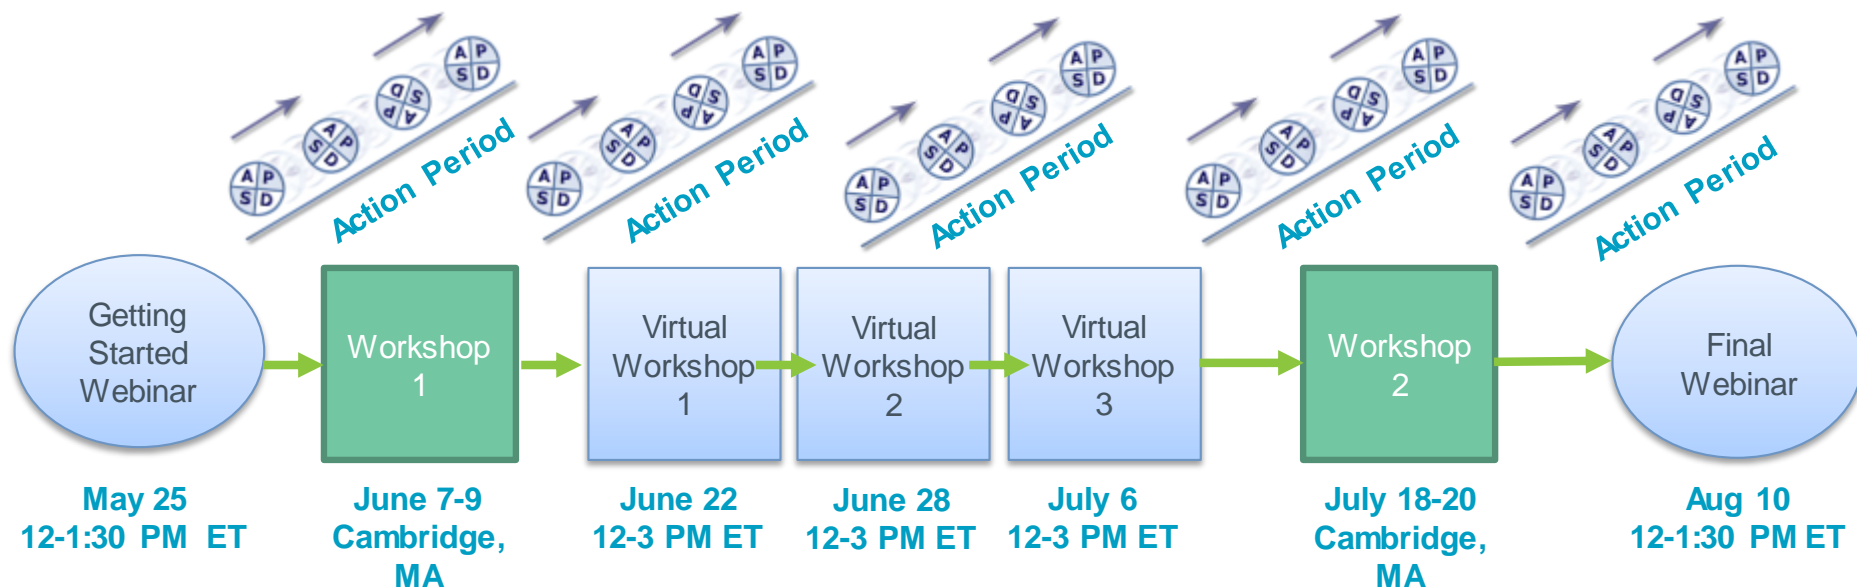 A P
S D
A P
S D
A P
S D
A P
S D
Action Period
A P
S D
A P
S D
A P
S D
A P
S D
Action Period
A P
S D
A P
S D
A P
S D
A P
S D
Action Period
A P
S D
A P
S D
A P
S D
A P
S D
Action Period
A P
S D
A P
S D
A P
S D
A P
S D
Action Period
Getting
Started
Webinar
Workshop
1
Virtual
Workshop
1
Virtual
Workshop
2
Virtual
Workshop
3
Workshop
2
Final
Webinar
May 25
12-1:30 PM ET
June 7-9
Cambridge,
MA
June 22
12-3 PM ET
June 28
12-3 PM ET
July 6
12-3 PM ET
July 18-20
Cambridge,
MA
Aug 10
12-1:30 PM ET